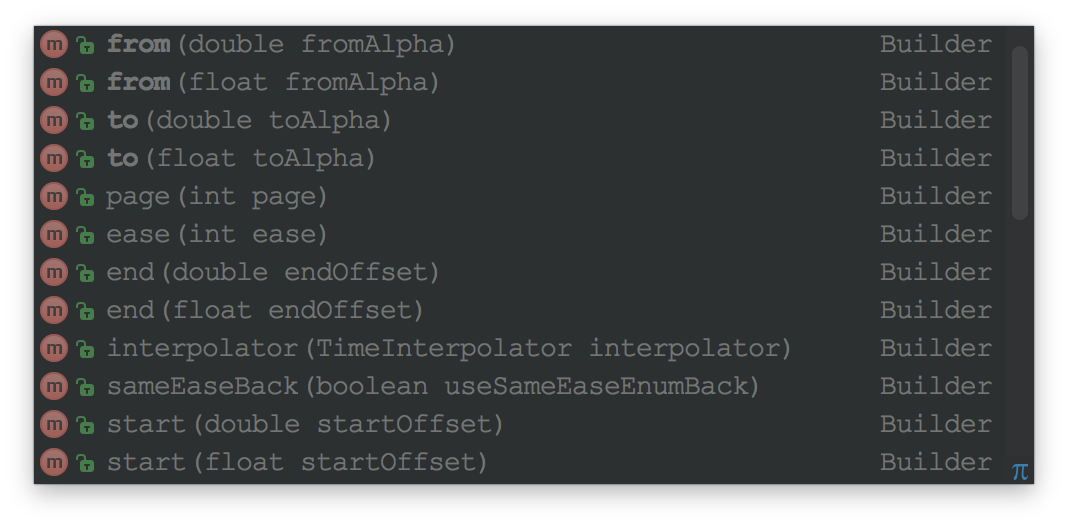 m from(double fromAlpha) Builder
m from(float fromAlpha) Builder
m to(double toAlpha) Builder
m to(float toAlpha) Builder
m page(int page) Builder
m ease(int ease) Builder
m end(double endOffset) Builder
m end(float endOffset) Builder
m interpolator(TimeInterpolator interpolator) Builder
m sameEaseBack(boolean useSameEaseEnumBack) Builder
m start(double startOffset) Builder
m start(float startOffset) Builder
π